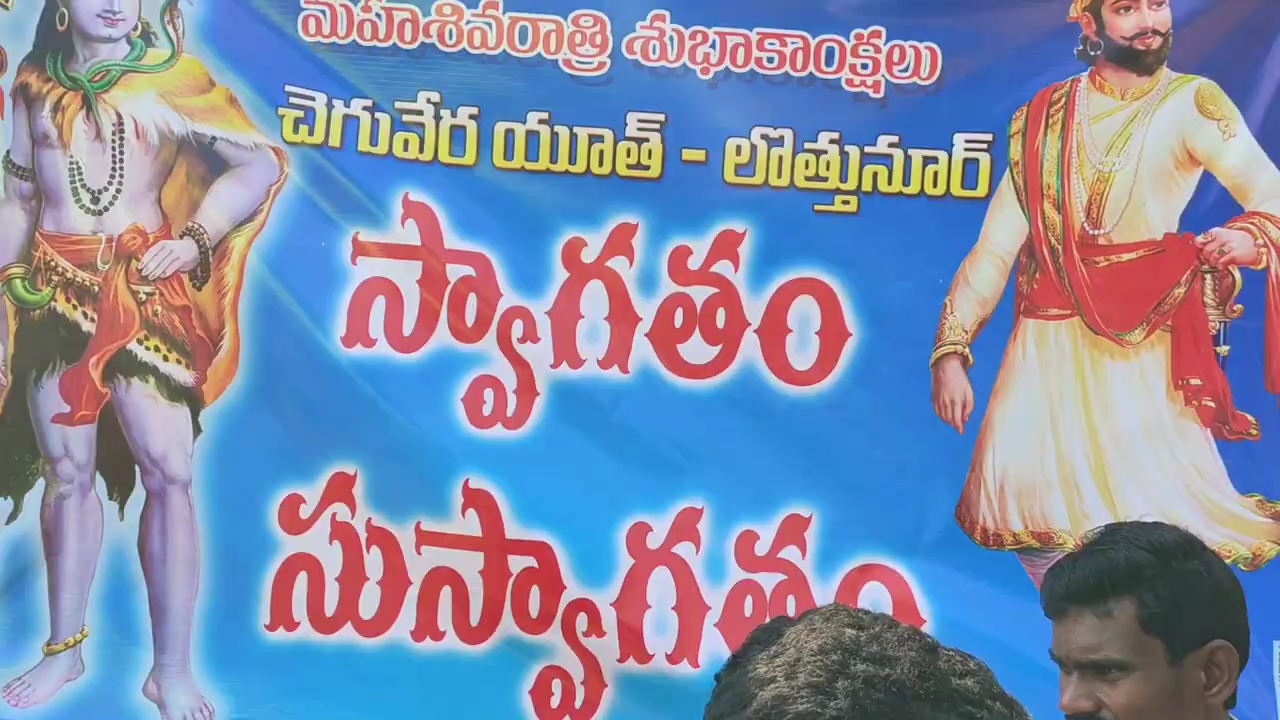 మహాశివరాత్రి శుభాకాంక్షలు
చెగువేర యూత్ - లొత్తునూర్
స్వాగతం
సుస్వాగతం